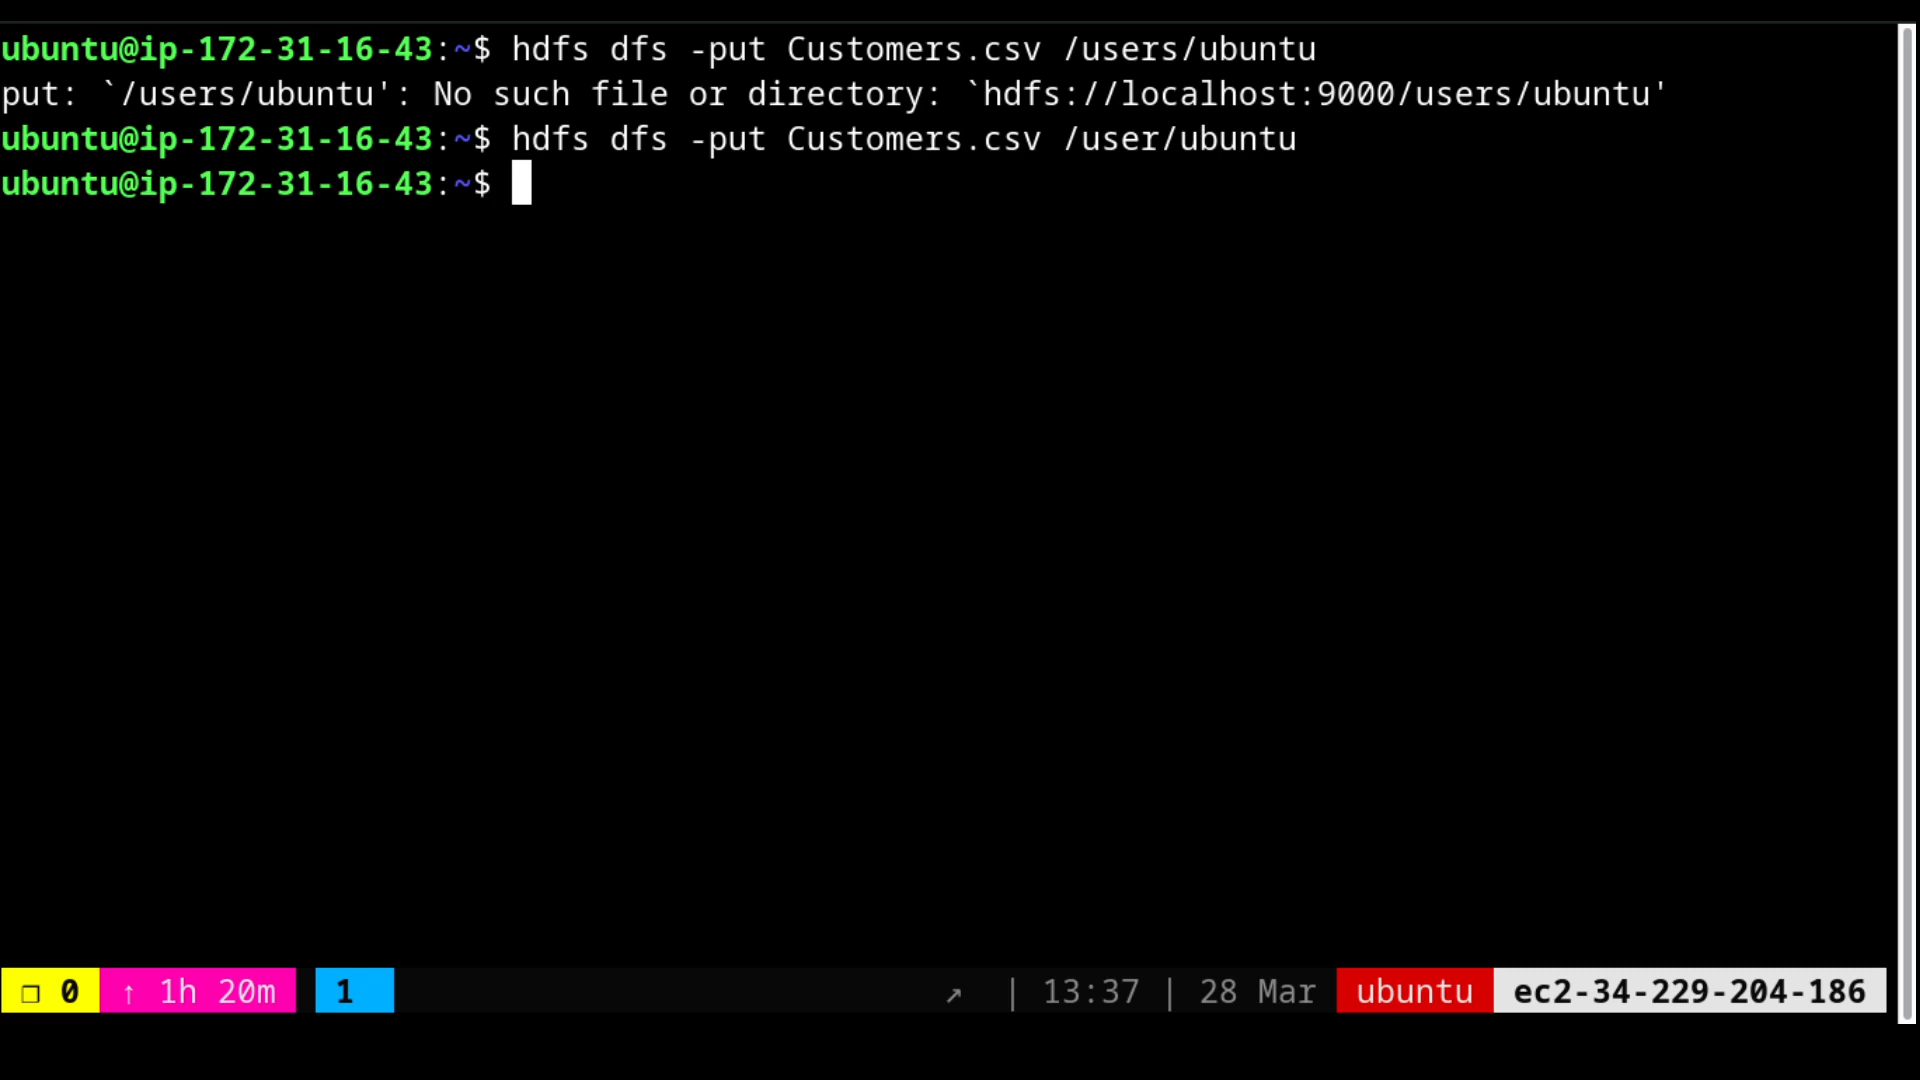 ubuntu@ip-172-31-16-43:~$ hdfs dfs -put Customers.csv /users/ubuntu
put: `/users/ubuntu': No such file or directory: `hdfs://localhost:9000/users/ubuntu'
ubuntu@ip-172-31-16-43:~$ hdfs dfs -put Customers.csv /user/ubuntu
ubuntu@ip-172-31-16-43:~$
❐ 0 ↑ 1h 20m 1 ↗ | 13:37 | 28 Mar ubuntu ec2-34-229-204-186